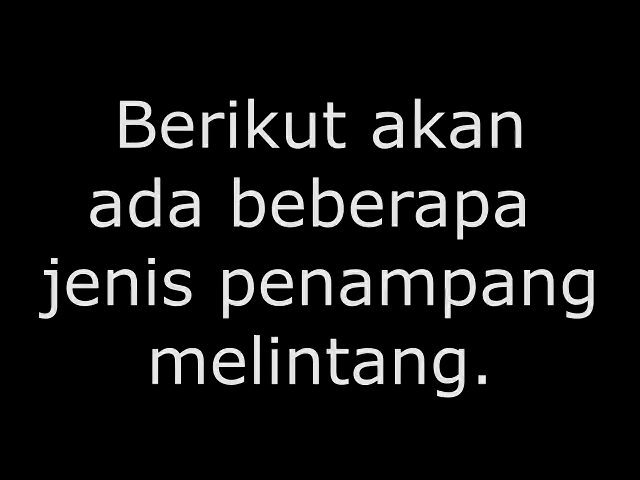 Berikut akan
ada beberapa
jenis penampang
melintang.